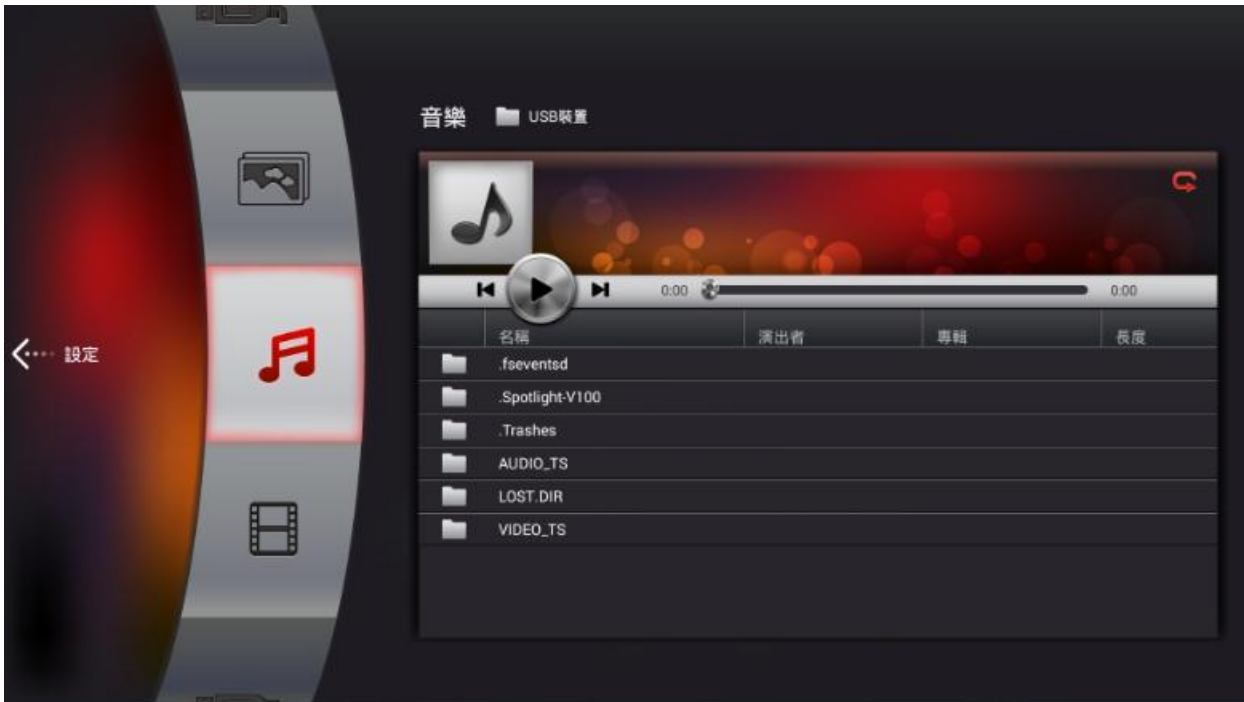 音樂 USB裝置
0:00 0:00
名稱 演出者 專輯 長度
設定
.fseventsd
.Spotlight-V100
.Trashes
AUDIO_TS
LOST.DIR
VIDEO_TS